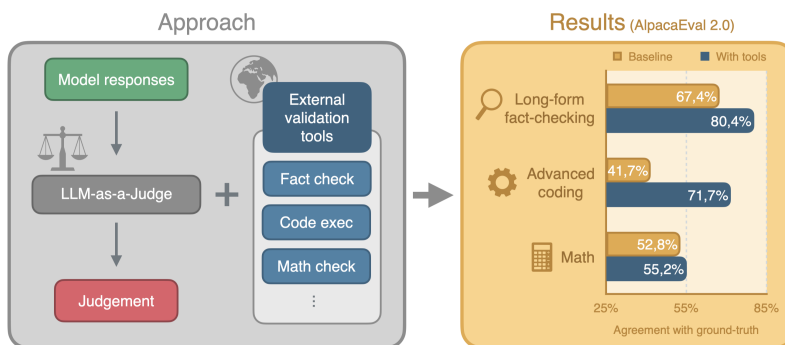 Approach
Model responses
LLM-as-a-Judge
Judgement
+
External
validation
tools
Fact check
Code exec
Math check
⋮
Results (AlpacaEval 2.0)
Baseline
With tools
Long-form
fact-checking
67,4%
80,4%
Advanced
coding
41,7%
71,7%
Math
52,8%
55,2%
25%
55%
85%
Agreement with ground-truth